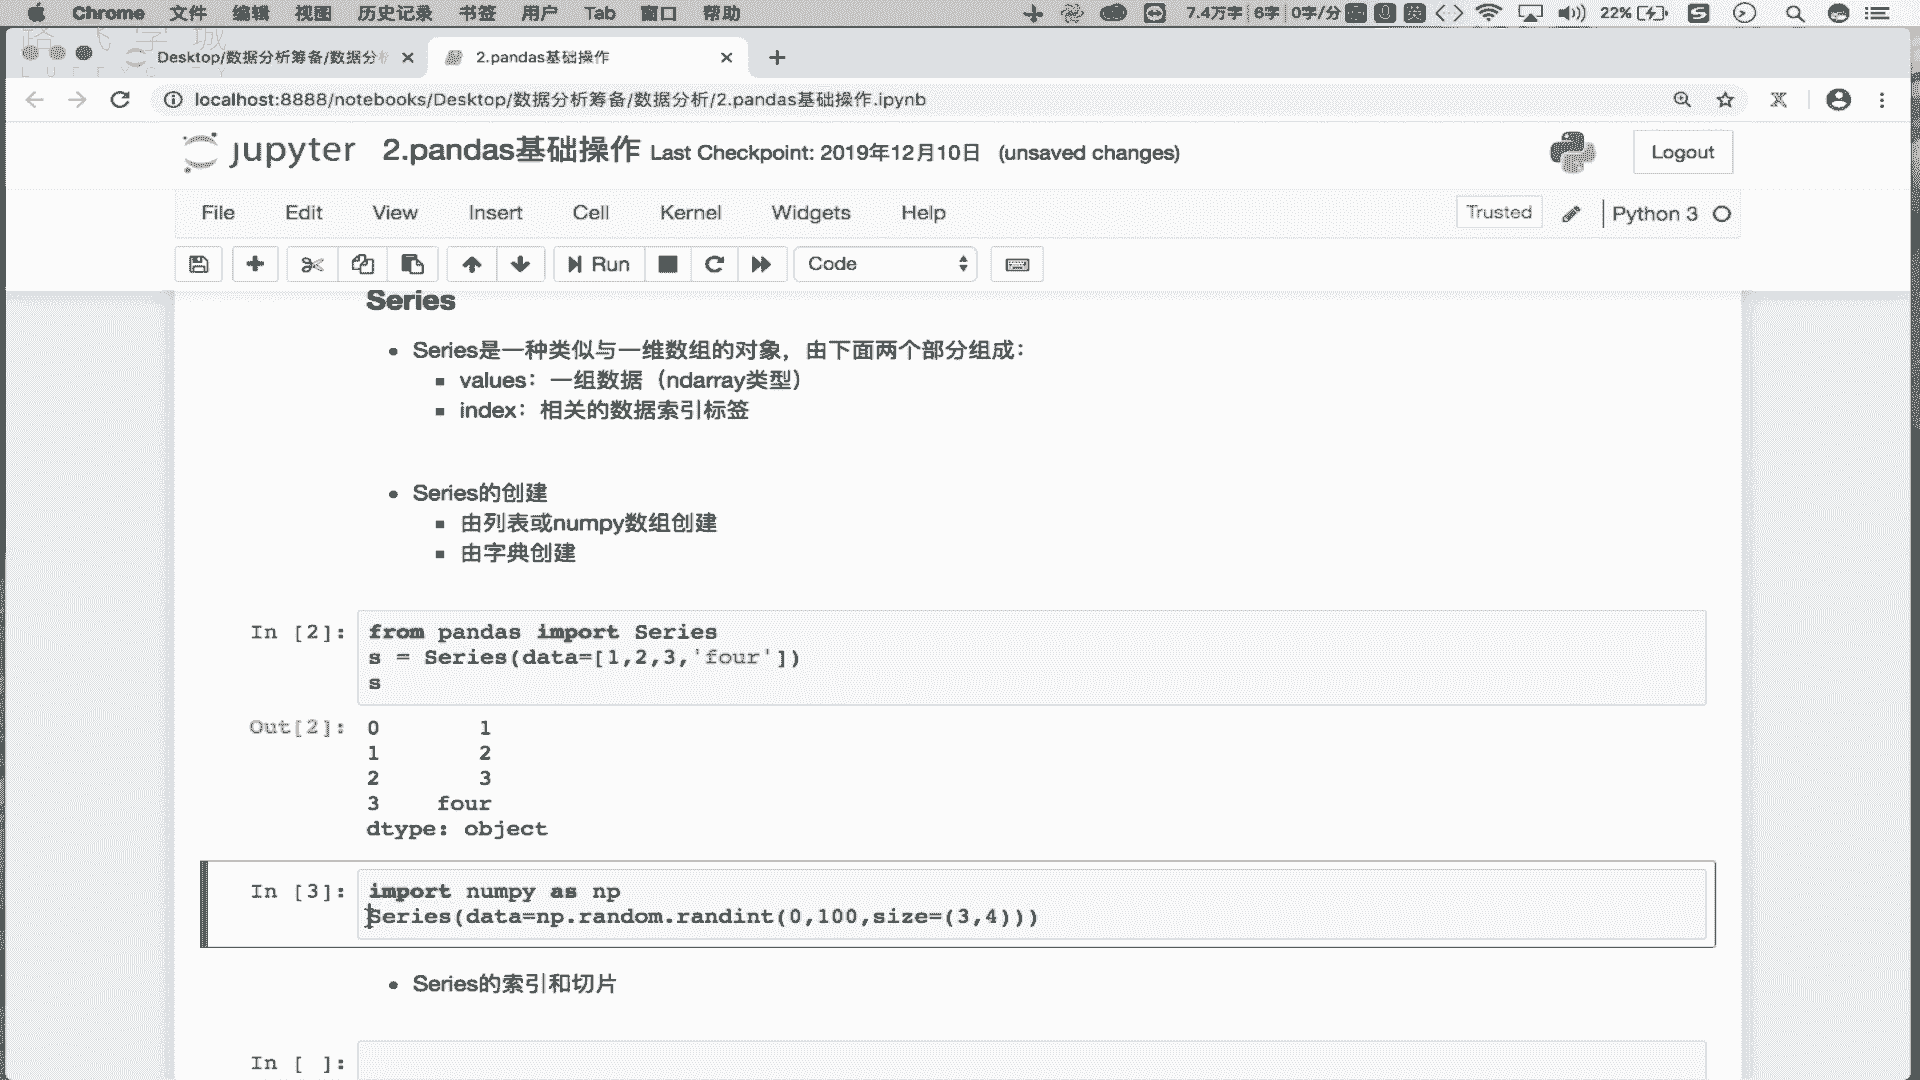 Chrome 文件 编辑 视图 历史记录 书签 用户 Tab 窗口 帮助 7.4万字 6字 0字/分 英 22%
Desktop/数据分析筹备/数据分析 2.pandas基础操作
localhost:8888/notebooks/Desktop/数据分析筹备/数据分析/2.pandas基础操作.ipynb
jupyter 2.pandas基础操作 Last Checkpoint: 2019年12月10日 (unsaved changes) Logout
File Edit View Insert Cell Kernel Widgets Help Trusted Python 3
Run Code
Series
Series是一种类似与一维数组的对象，由下面两个部分组成：
values：一组数据（ndarray类型）
index：相关的数据索引标签
Series的创建
由列表或numpy数组创建
由字典创建
In [2]: from pandas import Series
s = Series(data=[1,2,3,'four'])
s
Out[2]: 0 1
1 2
2 3
3 four
dtype: object
In [3]: import numpy as np
Series(data=np.random.randint(0,100,size=(3,4)))
Series的索引和切片
In [ ]: